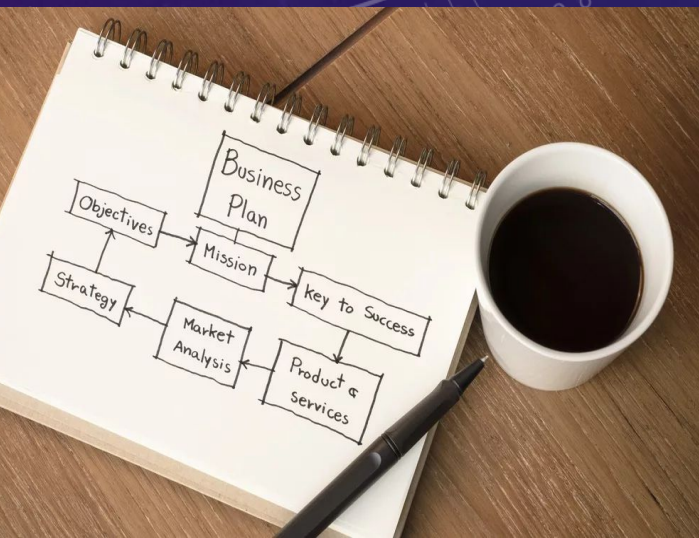 Business
Plan
Objectives
Mission
Key to Success
Strategy
Market
Analysis
Product &
services